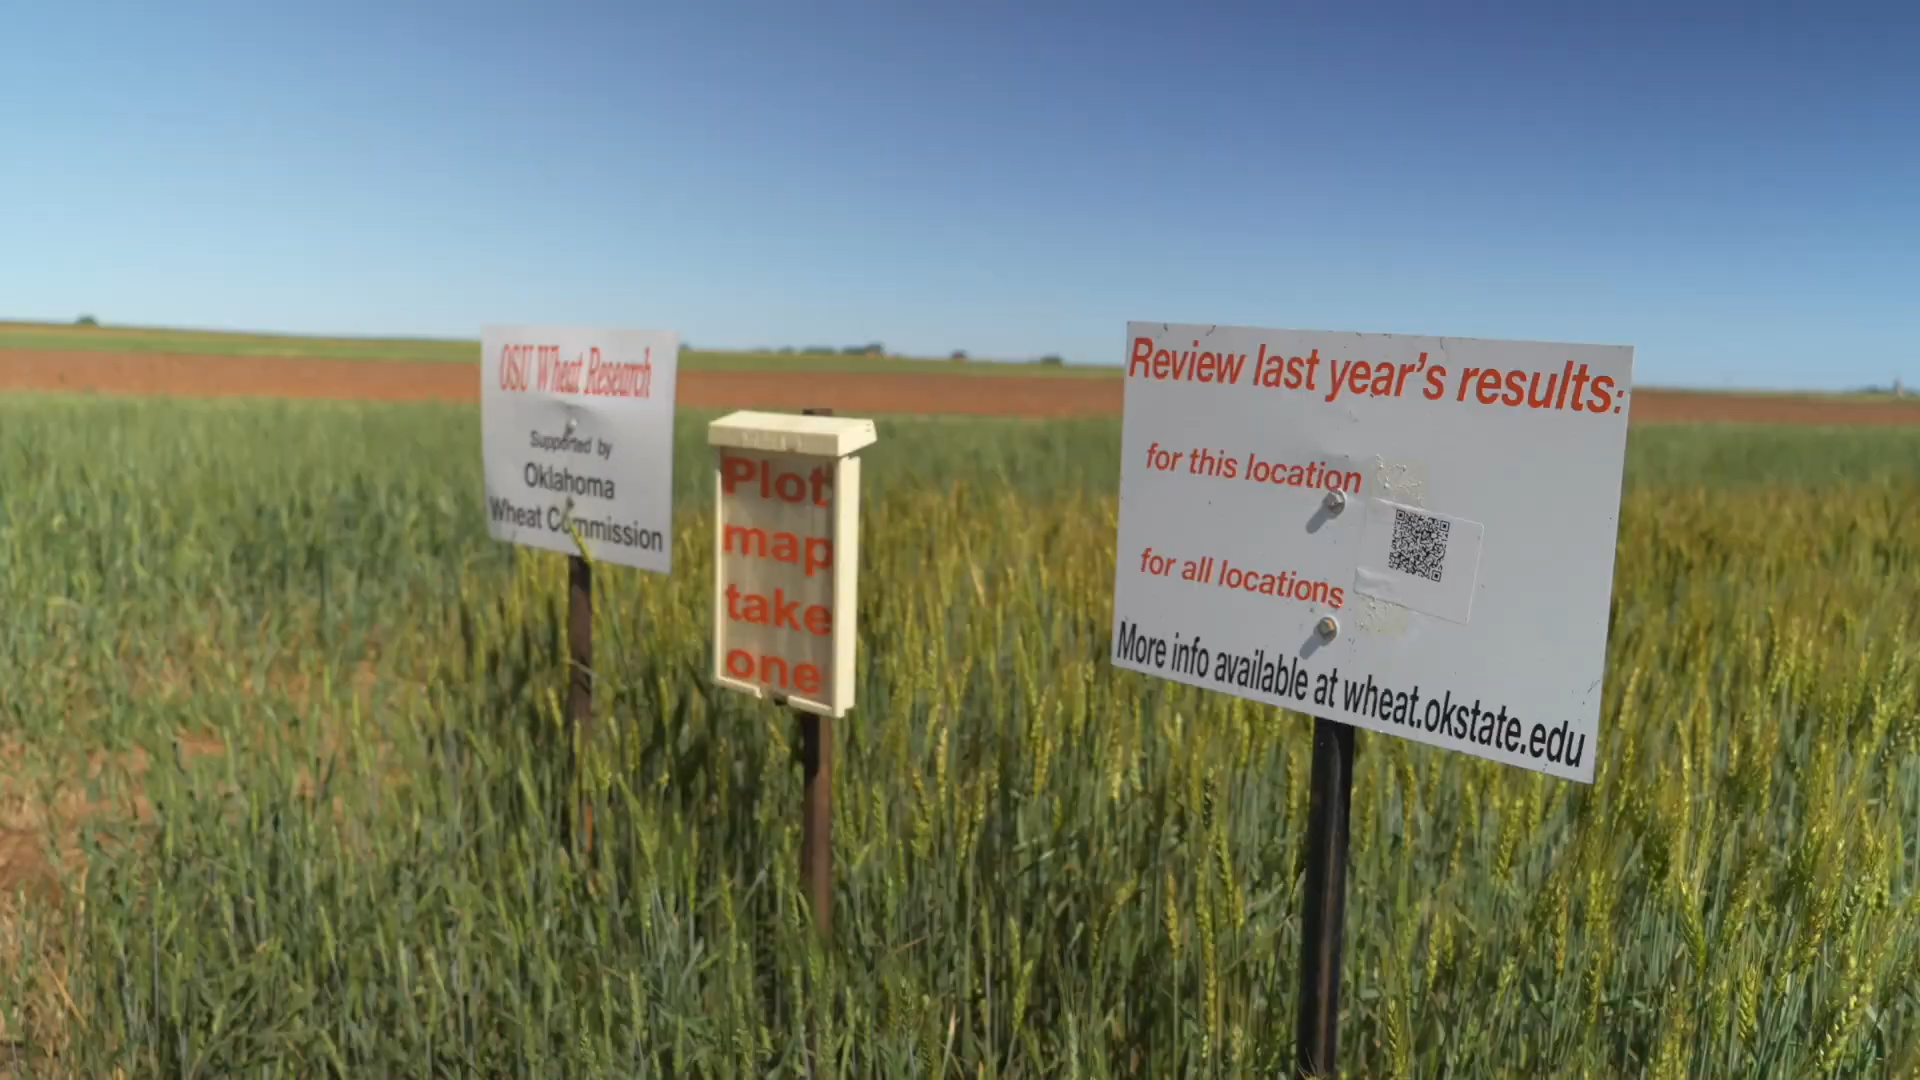 OSU Wheat Research
Supported by
Oklahoma
Wheat Commission
Plot
map
take
one
Review last year's results:
for this location
for all locations
More info available at wheat.okstate.edu